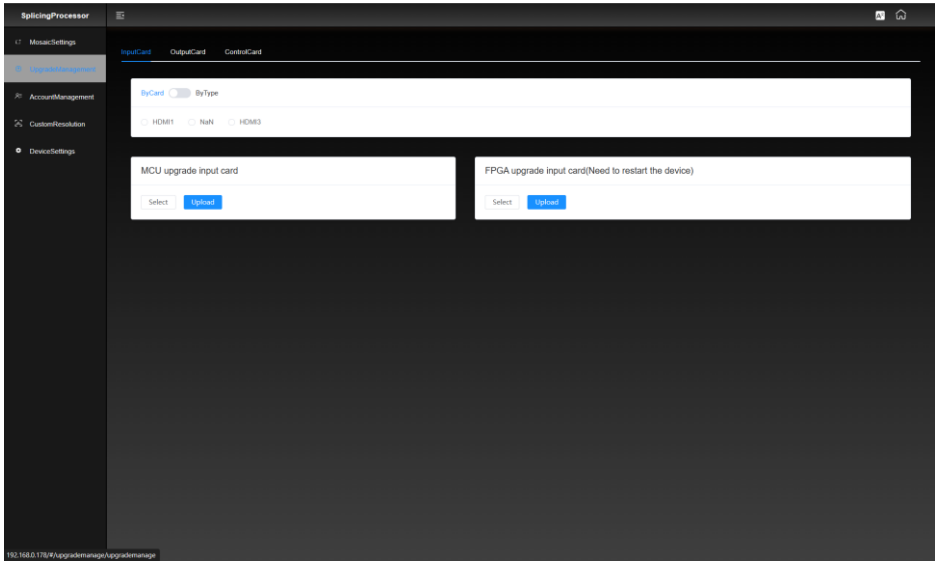 SplicingProcessor
MosaicSettings
UpgradeManagement
AccountManagement
CustomResolution
DeviceSettings
InputCard OutputCard ControlCard
ByCard ByType
HDMI1 NaN HDMI3
MCU upgrade input card
Select Upload
FPGA upgrade input card(Need to restart the device)
Select Upload
192.168.0.178/#/upgrademanage/upgrademanage